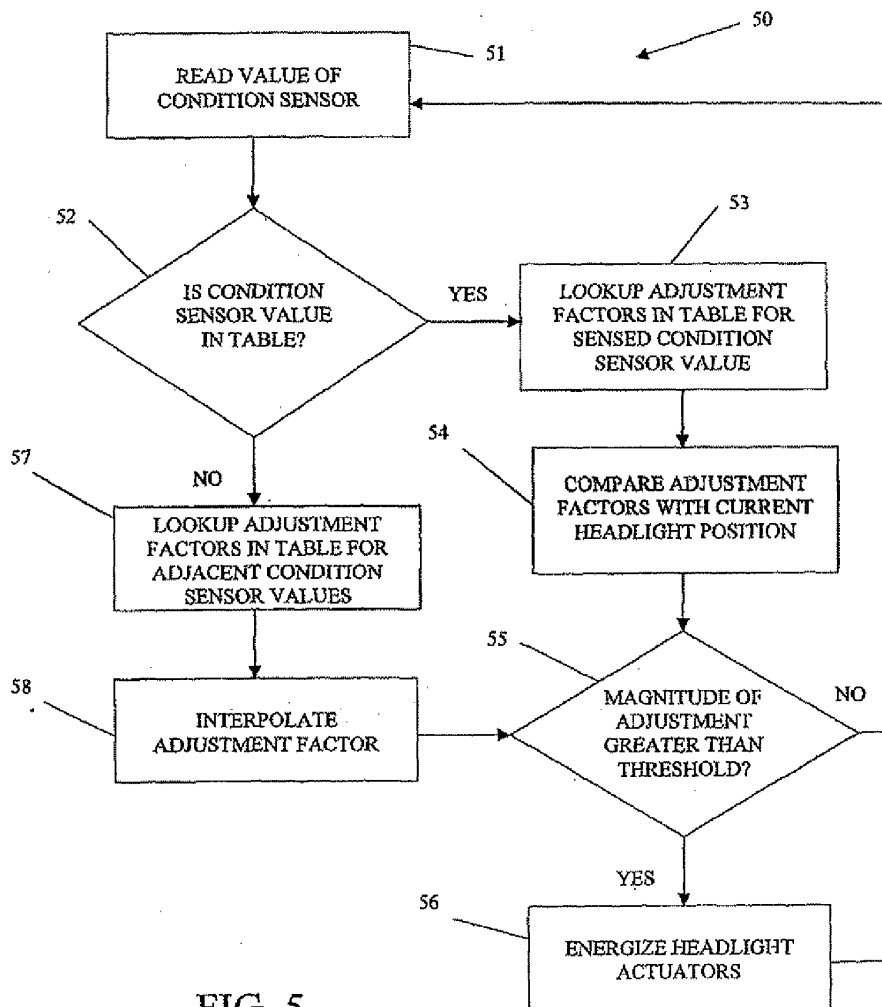 50
51
READ VALUE OF
CONDITION SENSOR
52
53
IS CONDITION
SENSOR VALUE
IN TABLE?
YES
LOOKUP ADJUSTMENT
FACTORS IN TABLE FOR
SENSED CONDITION
SENSOR VALUE
54
57
NO
COMPARE ADJUSTMENT
FACTORS WITH CURRENT
HEADLIGHT POSITION
LOOKUP ADJUSTMENT
FACTORS IN TABLE FOR
ADJACENT CONDITION
SENSOR VALUES
55
58
INTERPOLATE
ADJUSTMENT FACTOR
MAGNITUDE OF
ADJUSTMENT
GREATER THAN
THRESHOLD?
NO
YES
56
ENERGIZE HEADLIGHT
ACTUATORS
FIG. 5